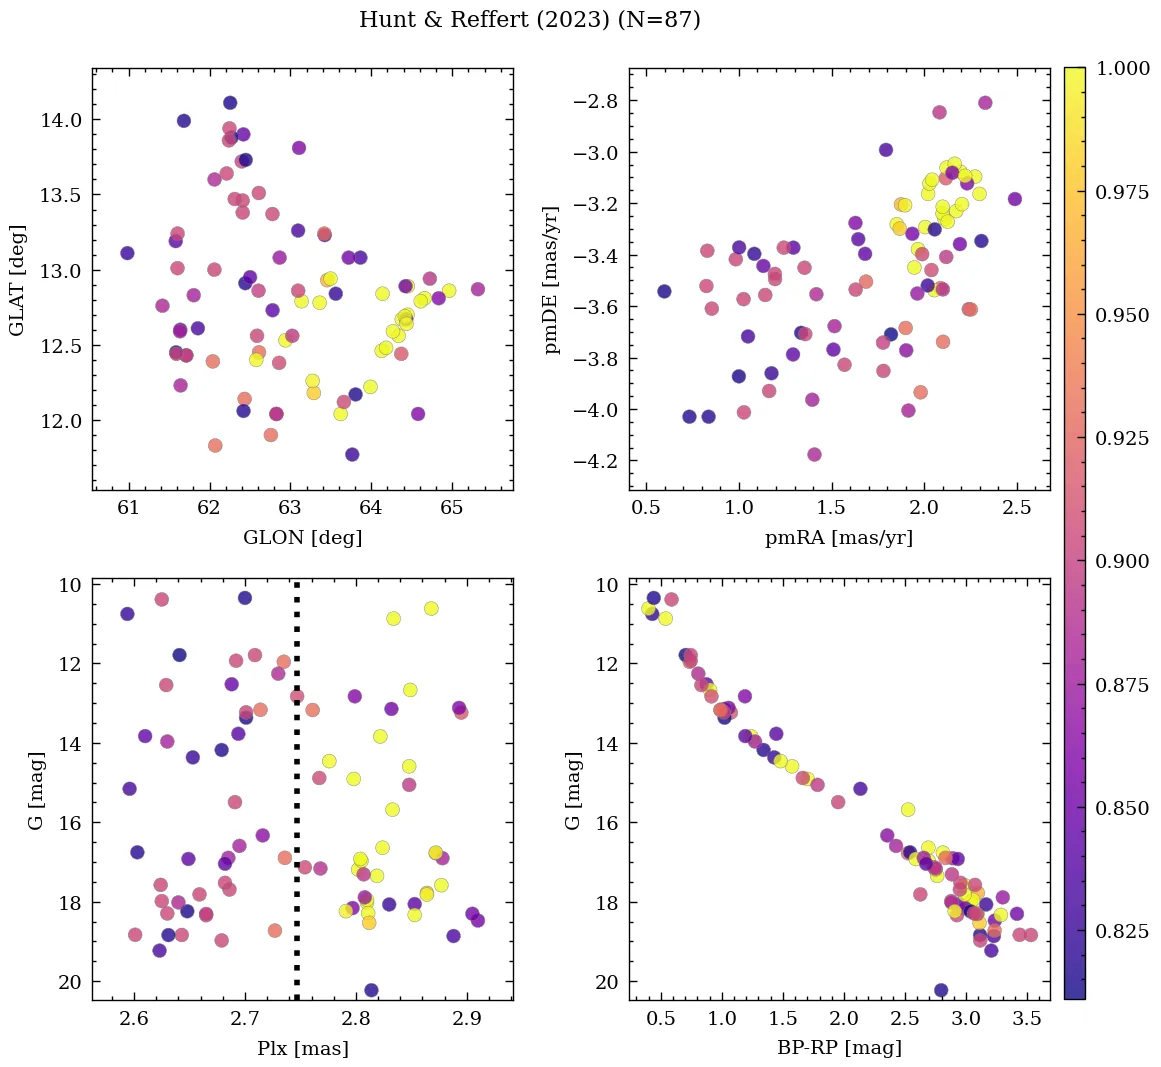 Hunt & Reffert (2023) (N=87)
14.0
13.5
13.0
12.5
12.0
GLAT [deg]
61 62 63 64 65
GLON [deg]
−2.8
−3.0
−3.2
−3.4
−3.6
−3.8
−4.0
−4.2
pmDE [mas/yr]
0.5 1.0 1.5 2.0 2.5
pmRA [mas/yr]
10
12
14
16
18
20
G [mag]
2.6 2.7 2.8 2.9
Plx [mas]
10
12
14
16
18
20
G [mag]
0.5 1.0 1.5 2.0 2.5 3.0 3.5
BP-RP [mag]
1.000
0.975
0.950
0.925
0.900
0.875
0.850
0.825